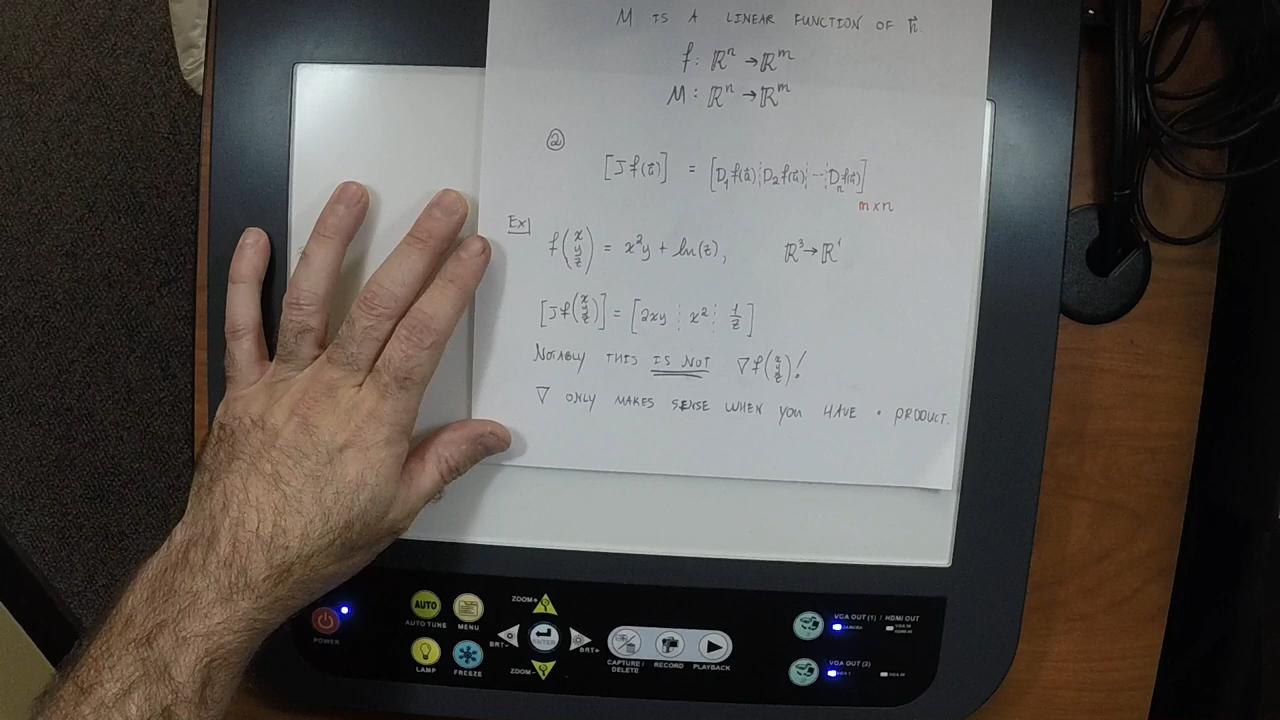 M IS A LINEAR FUNCTION OF h⃗.
f: ℝⁿ → ℝᵐ
M: ℝⁿ → ℝᵐ
②
[Jf(a⃗)] = [D₁f(a⃗) ⋮ D₂f(a⃗) ⋮ ⋯ ⋮ Dₙf(a⃗)]
m×n
Ex|
f(x y z) = x²y + ln(z), ℝ³→ℝ¹
[Jf(x y z)] = [2xy ⋮ x² ⋮ 1/z]
NOTABLY THIS IS NOT ∇f(x y z)!
∇ ONLY MAKES SENSE WHEN YOU HAVE • PRODUCT.
ZOOM+
AUTO
AUTO TUNE
MENU
POWER
BRT-
ENTER
BRT+
LAMP
FREEZE
ZOOM-
CAPTURE / DELETE
RECORD
PLAYBACK
VGA OUT (1) / HDMI OUT
CAMERA
VGA OUT (2)